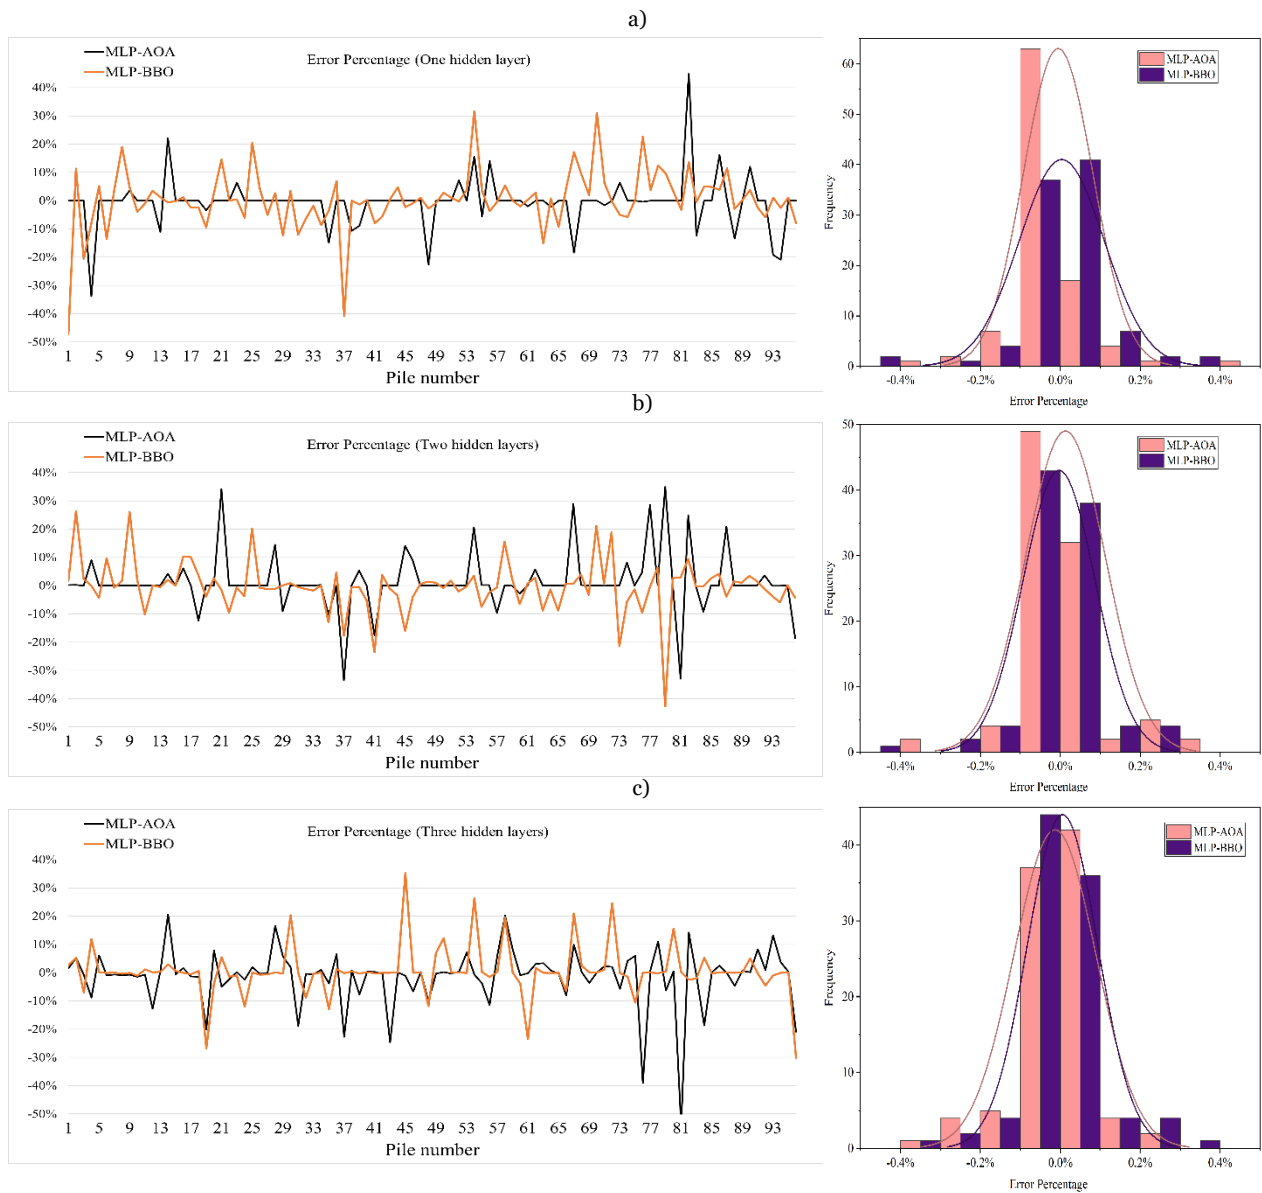 a)
MLP-AOA
MLP-BBO
Error Percentage (One hidden layer)
40%
30%
20%
10%
0%
-10%
-20%
-30%
-40%
-50%
1 5 9 13 17 21 25 29 33 37 41 45 49 53 57 61 65 69 73 77 81 85 89 93
Pile number
MLP-AOA
MLP-BBO
Frequency
60
50
40
30
20
10
0
-0.4% -0.2% 0.0% 0.2% 0.4%
Error Percentage
b)
MLP-AOA
MLP-BBO
Error Percentage (Two hidden layers)
40%
30%
20%
10%
0%
-10%
-20%
-30%
-40%
-50%
1 5 9 13 17 21 25 29 33 37 41 45 49 53 57 61 65 69 73 77 81 85 89 93
Pile number
MLP-AOA
MLP-BBO
Frequency
50
40
30
20
10
0
-0.4% -0.2% 0.0% 0.2% 0.4%
Error Percentage
c)
MLP-AOA
MLP-BBO
Error Percentage (Three hidden layers)
40%
30%
20%
10%
0%
-10%
-20%
-30%
-40%
-50%
1 5 9 13 17 21 25 29 33 37 41 45 49 53 57 61 65 69 73 77 81 85 89 93
Pile number
MLP-AOA
MLP-BBO
Frequency
40
30
20
10
0
-0.4% -0.2% 0.0% 0.2% 0.4%
Error Percentage